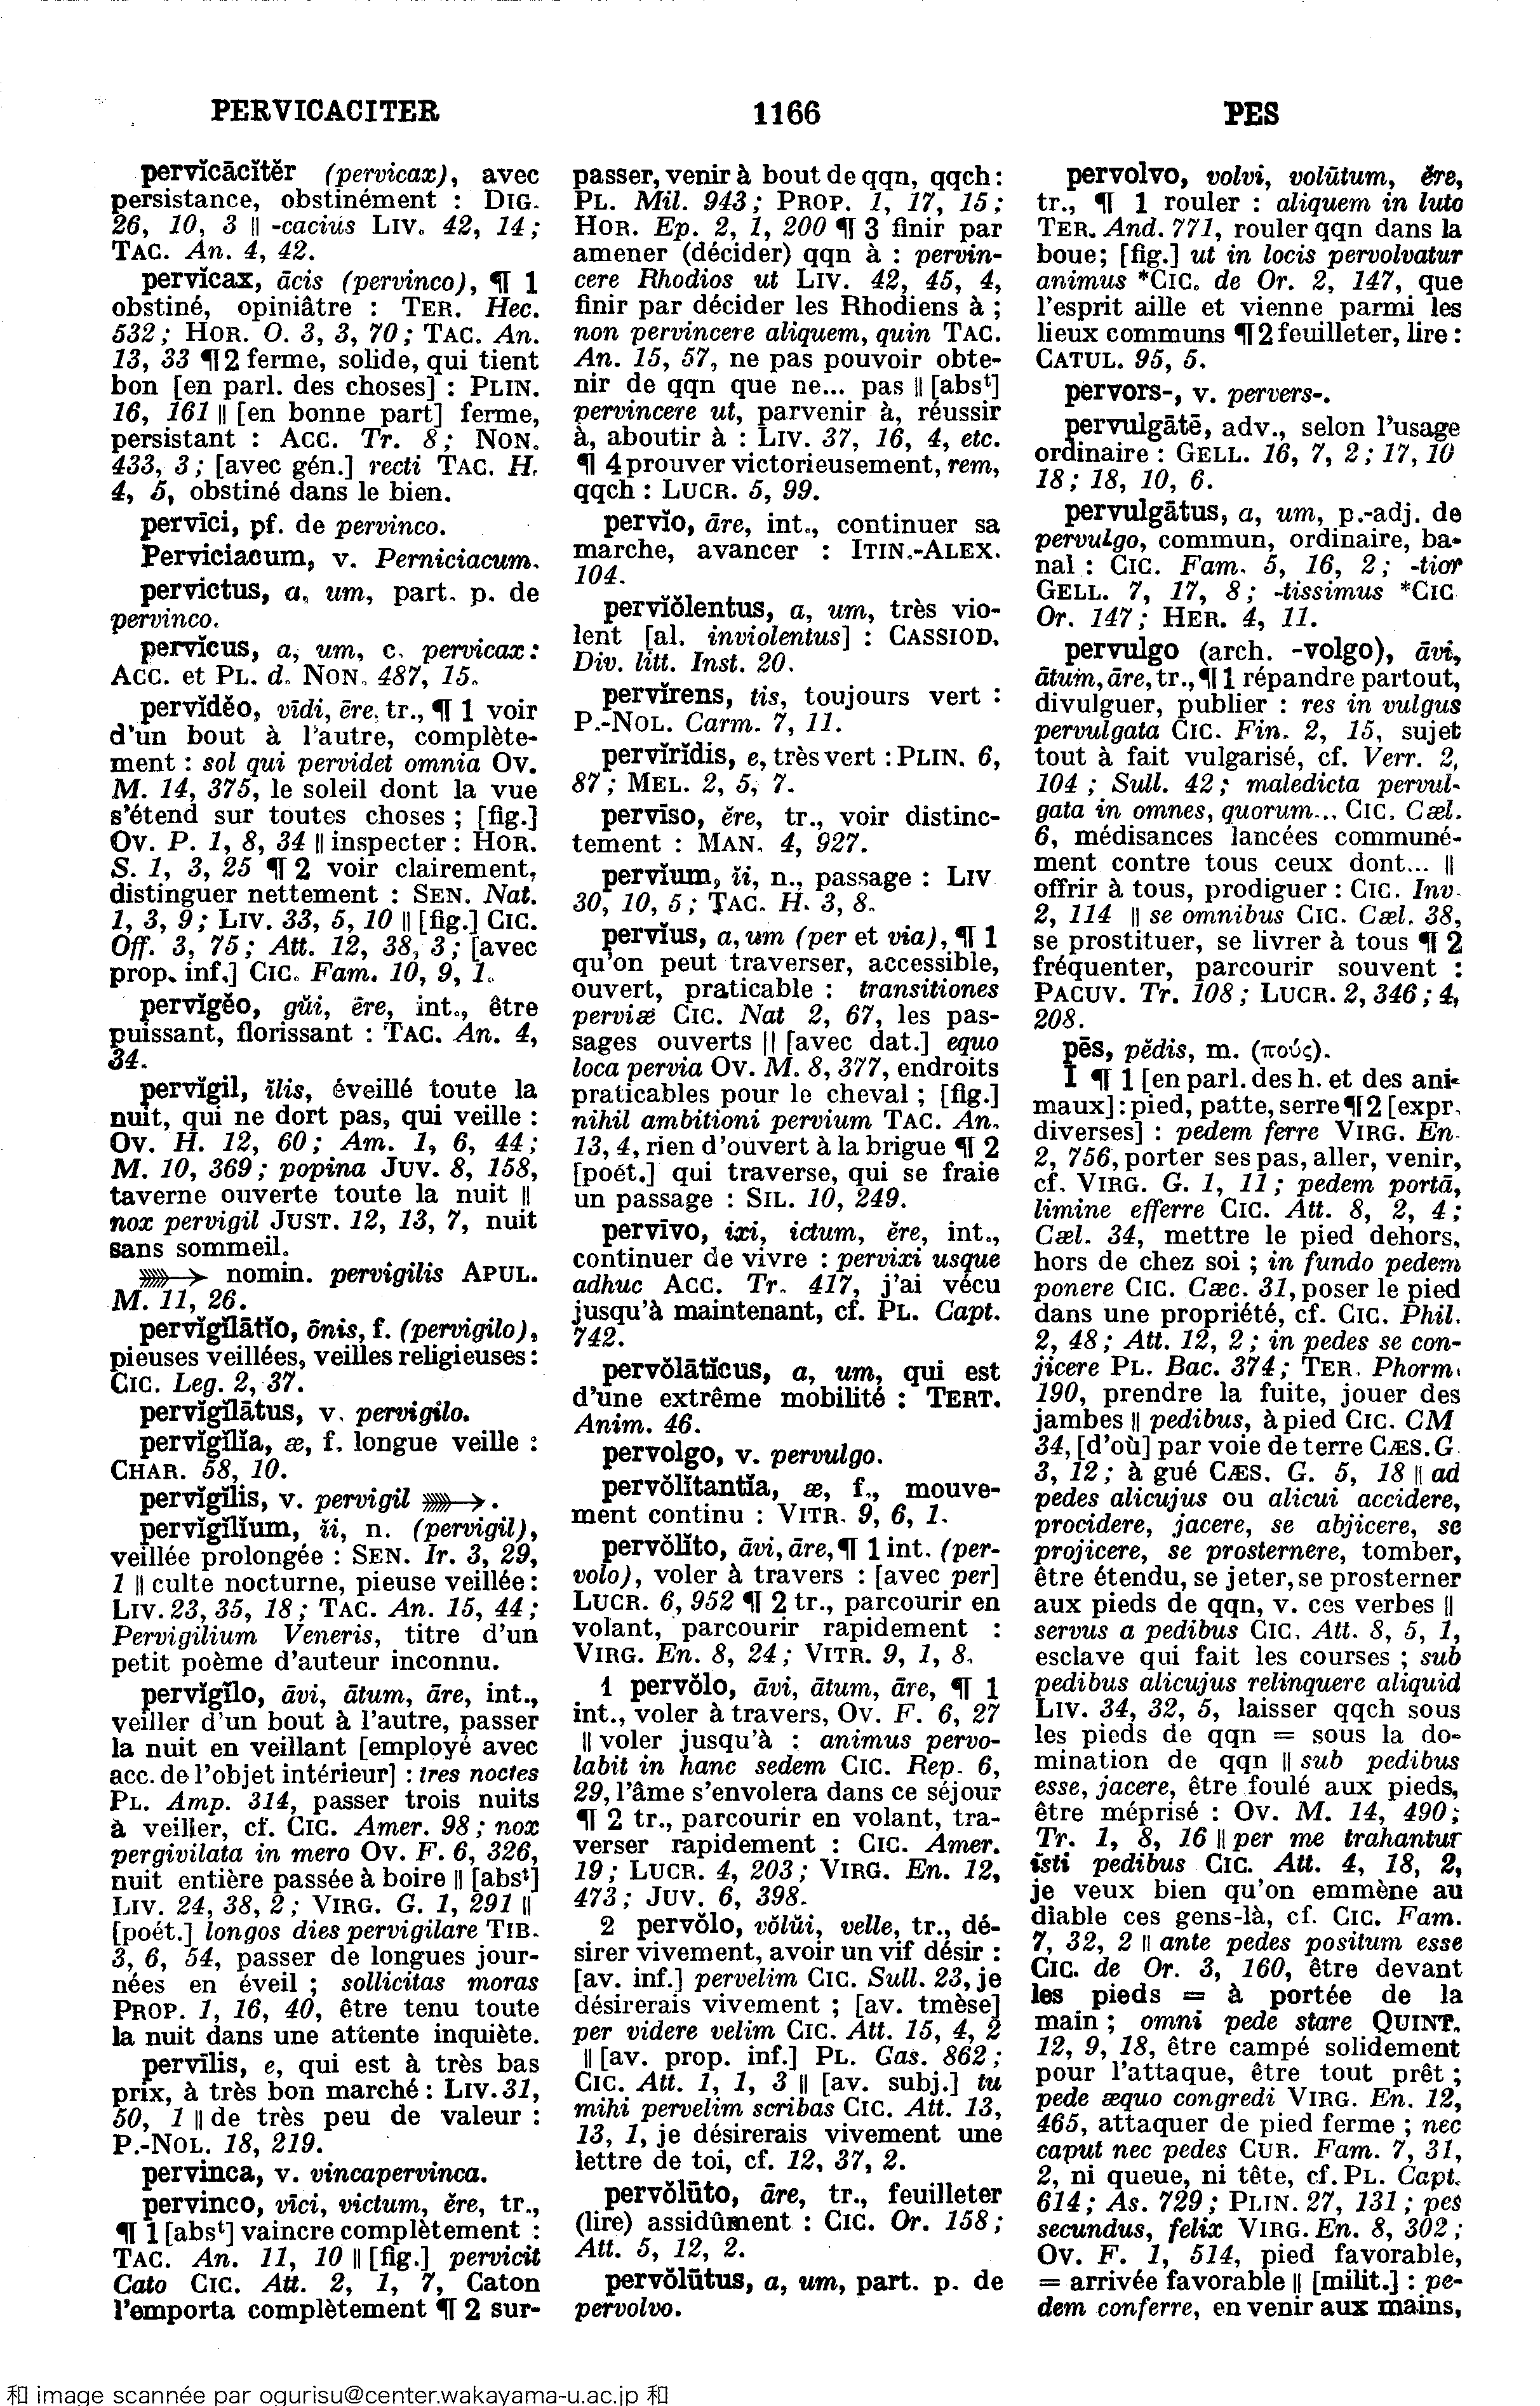 PERVICACITER
1166
PES
pervĭcācĭtĕr (pervicax), avec
persistance, obstinément : DIG.
26, 10, 3 || -cacius LIV. 42, 14 ;
TAC. An. 4, 42.
pervĭcax, ācis (pervinco), ¶ 1
obstiné, opiniâtre : TER. Hec.
532 ; HOR. O. 3, 3, 70 ; TAC. An.
13, 33 ¶ 2 ferme, solide, qui tient
bon [en parl. des choses] : PLIN.
16, 161 || [en bonne part] ferme,
persistant : ACC. Tr. 8 ; NON.
433, 3 ; [avec gén.] recti TAC. H.
4, 5, obstiné dans le bien.
pervīci, pf. de pervinco.
Perviciacum, v. Perniciacum.
pervictus, a, um, part. p. de
pervinco.
pervĭcus, a, um, c. pervicax :
ACC. et PL. d. NON. 487, 15.
pervĭdĕo, vīdi, ēre, tr., ¶ 1 voir
d'un bout à l'autre, complète-
ment : sol qui pervidet omnia OV.
M. 14, 375, le soleil dont la vue
s'étend sur toutes choses ; [fig.]
OV. P. 1, 8, 34 || inspecter : HOR.
S. 1, 3, 25 ¶ 2 voir clairement,
distinguer nettement : SEN. Nat.
1, 3, 9 ; LIV. 33, 5, 10 || [fig.] CIC.
Off. 3, 75 ; Att. 12, 38, 3 ; [avec
prop. inf.] CIC. Fam. 10, 9, 1.
pervĭgĕo, gŭi, ēre, int., être
puissant, florissant : TAC. An. 4,
34.
pervĭgil, ĭlis, éveillé toute la
nuit, qui ne dort pas, qui veille :
OV. H. 12, 60 ; Am. 1, 6, 44 ;
M. 10, 369 ; popina JUV. 8, 158,
taverne ouverte toute la nuit ||
nox pervigil JUST. 12, 13, 7, nuit
sans sommeil.
⟶ nomin. pervigilis APUL.
M. 11, 26.
pervĭgĭlātĭo, ōnis, f. (pervigilo),
pieuses veillées, veilles religieuses :
CIC. Leg. 2, 37.
pervĭgĭlātus, v. pervigilo.
pervĭgĭlĭa, æ, f. longue veille :
CHAR. 58, 10.
pervĭgĭlis, v. pervigil ⟶.
pervĭgĭlĭum, ĭi, n. (pervigil),
veillée prolongée : SEN. Ir. 3, 29,
1 || culte nocturne, pieuse veillée :
LIV. 23, 35, 18 ; TAC. An. 15, 44 ;
Pervigilium Veneris, titre d'un
petit poème d'auteur inconnu.
pervĭgĭlo, āvi, ātum, āre, int.,
veiller d'un bout à l'autre, passer
la nuit en veillant [employé avec
acc. de l'objet intérieur] : tres noctes
PL. Amp. 314, passer trois nuits
à veiller, cf. CIC. Amer. 98 ; nox
pergivilata in mero OV. F. 6, 326,
nuit entière passée à boire || [absᵗ]
LIV. 24, 38, 2 ; VIRG. G. 1, 291 ||
[poét.] longos dies pervigilare TIB.
3, 6, 54, passer de longues jour-
nées en éveil ; sollicitas moras
PROP. 1, 16, 40, être tenu toute
la nuit dans une attente inquiète.
pervīlis, e, qui est à très bas
prix, à très bon marché : LIV. 31,
50, 1 || de très peu de valeur :
P.-NOL. 18, 219.
pervinca, v. vincapervinca.
pervinco, vīci, victum, ĕre, tr.,
¶ 1 [absᵗ] vaincre complètement :
TAC. An. 11, 10 || [fig.] pervicit
Cato CIC. Att. 2, 1, 7, Caton
l'emporta complètement ¶ 2 sur-
passer, venir à bout de qqn, qqch :
PL. Mil. 943 ; PROP. 1, 17, 15 ;
HOR. Ep. 2, 1, 200 ¶ 3 finir par
amener (décider) qqn à : pervin-
cere Rhodios ut LIV. 42, 45, 4,
finir par décider les Rhodiens à ;
non pervincere aliquem, quin TAC.
An. 15, 57, ne pas pouvoir obte-
nir de qqn que ne... pas || [absᵗ]
pervincere ut, parvenir à, réussir
à, aboutir à : LIV. 37, 16, 4, etc.
¶ 4 prouver victorieusement, rem,
qqch : LUCR. 5, 99.
pervĭo, āre, int., continuer sa
marche, avancer : ITIN.-ALEX.
104.
pervĭŏlentus, a, um, très vio-
lent [al. inviolentus] : CASSIOD.
Div. litt. Inst. 20.
pervĭrens, tis, toujours vert :
P.-NOL. Carm. 7, 11.
pervĭrĭdis, e, très vert : PLIN. 6,
87 ; MEL. 2, 5, 7.
pervīso, ĕre, tr., voir distinc-
tement : MAN. 4, 927.
pervĭum, ĭi, n., passage : LIV
30, 10, 5 ; TAC. H. 3, 8.
pervĭus, a, um (per et via), ¶ 1
qu'on peut traverser, accessible,
ouvert, praticable : transitiones
perviæ CIC. Nat 2, 67, les pas-
sages ouverts || [avec dat.] equo
loca pervia OV. M. 8, 377, endroits
praticables pour le cheval ; [fig.]
nihil ambitioni pervium TAC. An.
13, 4, rien d'ouvert à la brigue ¶ 2
[poét.] qui traverse, qui se fraie
un passage : SIL. 10, 249.
pervīvo, ixi, ictum, ĕre, int.,
continuer de vivre : pervixi usque
adhuc ACC. Tr. 417, j'ai vécu
jusqu'à maintenant, cf. PL. Capt.
742.
pervŏlātĭcus, a, um, qui est
d'une extrême mobilité : TERT.
Anim. 46.
pervolgo, v. pervulgo.
pervŏlĭtantĭa, æ, f., mouve-
ment continu : VITR. 9, 6, 1.
pervŏlĭto, āvi, āre, ¶ 1 int. (per-
volo), voler à travers : [avec per]
LUCR. 6, 952 ¶ 2 tr., parcourir en
volant, parcourir rapidement :
VIRG. En. 8, 24 ; VITR. 9, 1, 8.
1 pervŏlo, āvi, ātum, āre, ¶ 1
int., voler à travers, OV. F. 6, 27
|| voler jusqu'à : animus pervo-
labit in hanc sedem CIC. Rep. 6,
29, l'âme s'envolera dans ce séjour
¶ 2 tr., parcourir en volant, tra-
verser rapidement : CIC. Amer.
19 ; LUCR. 4, 203 ; VIRG. En. 12,
473 ; JUV. 6, 398.
2 pervŏlo, vŏlŭi, velle, tr., dé-
sirer vivement, avoir un vif désir :
[av. inf.] pervelim CIC. Sull. 23, je
désirerais vivement ; [av. tmèse]
per videre velim CIC. Att. 15, 4, 2
|| [av. prop. inf.] PL. Cas. 862 ;
CIC. Att. 1, 1, 3 || [av. subj.] tu
mihi pervelim scribas CIC. Att. 13,
13, 1, je désirerais vivement une
lettre de toi, cf. 12, 37, 2.
pervŏlūto, āre, tr., feuilleter
(lire) assidûment : CIC. Or. 158 ;
Att. 5, 12, 2.
pervŏlūtus, a, um, part. p. de
pervolvo.
pervolvo, volvi, volūtum, ĕre,
tr., ¶ 1 rouler : aliquem in luto
TER. And. 771, rouler qqn dans la
boue ; [fig.] ut in locis pervolvatur
animus *CIC. de Or. 2, 147, que
l'esprit aille et vienne parmi les
lieux communs ¶ 2 feuilleter, lire :
CATUL. 95, 5.
pervors-, v. pervers-.
pervulgātē, adv., selon l'usage
ordinaire : GELL. 16, 7, 2 ; 17, 10
18 ; 18, 10, 6.
pervulgātus, a, um, p.-adj. de
pervulgo, commun, ordinaire, ba-
nal : CIC. Fam. 5, 16, 2 ; -tior
GELL. 7, 17, 8 ; -tissimus *CIC
Or. 147 ; HER. 4, 11.
pervulgo (arch. -volgo), āvi,
ātum, āre, tr., ¶ 1 répandre partout,
divulguer, publier : res in vulgus
pervulgata CIC. Fin. 2, 15, sujet
tout à fait vulgarisé, cf. Verr. 2,
104 ; Sull. 42 ; maledicta pervul-
gata in omnes, quorum... CIC. Cæl.
6, médisances lancées communé-
ment contre tous ceux dont... ||
offrir à tous, prodiguer : CIC. Inv
2, 114 || se omnibus CIC. Cæl. 38,
se prostituer, se livrer à tous ¶ 2
fréquenter, parcourir souvent :
PACUV. Tr. 108 ; LUCR. 2, 346 ; 4,
208.
pēs, pĕdis, m. (πούς).
I ¶ 1 [en parl. des h. et des ani-
maux] : pied, patte, serre ¶ 2 [expr.
diverses] : pedem ferre VIRG. En
2, 756, porter ses pas, aller, venir,
cf. VIRG. G. 1, 11 ; pedem portā,
limine efferre CIC. Att. 8, 2, 4 ;
Cæl. 34, mettre le pied dehors,
hors de chez soi ; in fundo pedem
ponere CIC. Cæc. 31, poser le pied
dans une propriété, cf. CIC. Phil.
2, 48 ; Att. 12, 2 ; in pedes se con-
jicere PL. Bac. 374 ; TER. Phorm.
190, prendre la fuite, jouer des
jambes || pedibus, à pied CIC. CM
34, [d'où] par voie de terre CÆS. G
3, 12 ; à gué CÆS. G. 5, 18 || ad
pedes alicujus ou alicui accidere,
procidere, jacere, se abjicere, se
projicere, se prosternere, tomber,
être étendu, se jeter, se prosterner
aux pieds de qqn, v. ces verbes ||
servus a pedibus CIC. Att. 8, 5, 1,
esclave qui fait les courses ; sub
pedibus alicujus relinquere aliquid
LIV. 34, 32, 5, laisser qqch sous
les pieds de qqn = sous la do-
mination de qqn || sub pedibus
esse, jacere, être foulé aux pieds,
être méprisé : OV. M. 14, 490 ;
Tr. 1, 8, 16 || per me trahantur
isti pedibus CIC. Att. 4, 18, 2,
je veux bien qu'on emmène au
diable ces gens-là, cf. CIC. Fam.
7, 32, 2 || ante pedes positum esse
CIC. de Or. 3, 160, être devant
les pieds = à portée de la
main ; omni pede stare QUINT.
12, 9, 18, être campé solidement
pour l'attaque, être tout prêt ;
pede æquo congredi VIRG. En. 12,
465, attaquer de pied ferme ; nec
caput nec pedes CUR. Fam. 7, 31,
2, ni queue, ni tête, cf. PL. Capt.
614 ; As. 729 ; PLIN. 27, 131 ; pes
secundus, felix VIRG. En. 8, 302 ;
OV. F. 1, 514, pied favorable,
= arrivée favorable || [milit.] : pe-
dem conferre, en venir aux mains,
和 image scannée par ogurisu@center.wakayama-u.ac.jp 和